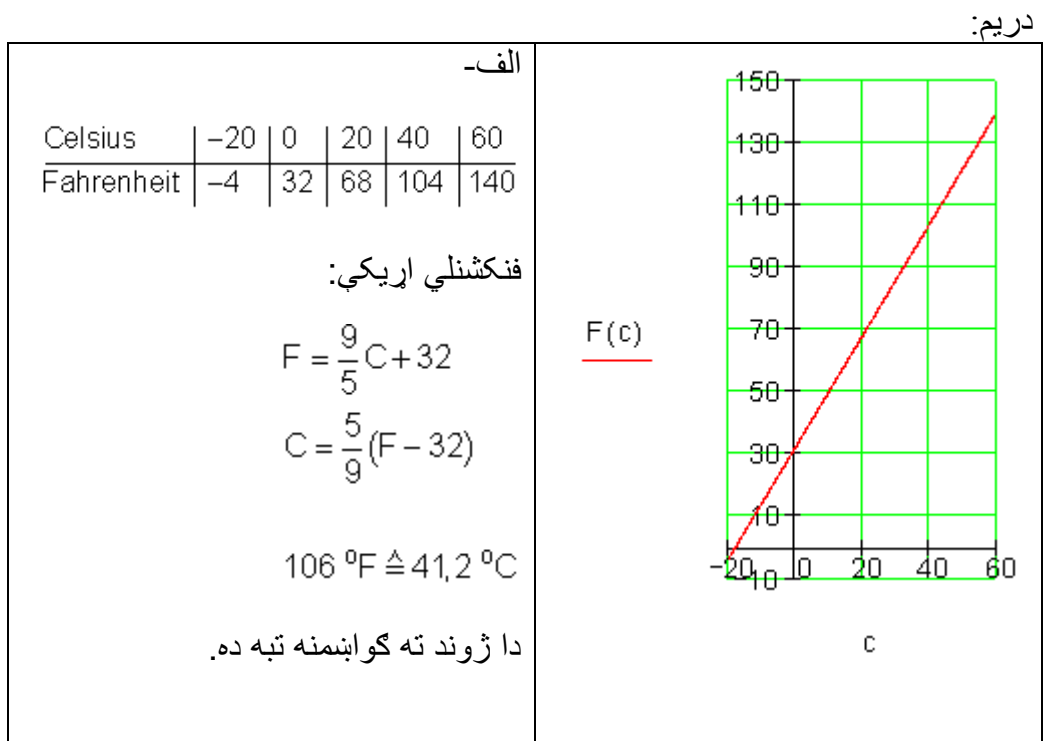 دريم:
الف-
Celsius | −20 | 0 | 20 | 40 | 60
Fahrenheit | −4 | 32 | 68 | 104 | 140
فنکشنلي اړيکې:
F = 9/5 C + 32
C = 5/9 (F − 32)
106 ⁰F ≙ 41,2 ⁰C
دا ژوند ته ګواښمنه تبه ده.
150
130
110
90
70
50
30
10
−10
F(c)
−20 0 20 40 60
c